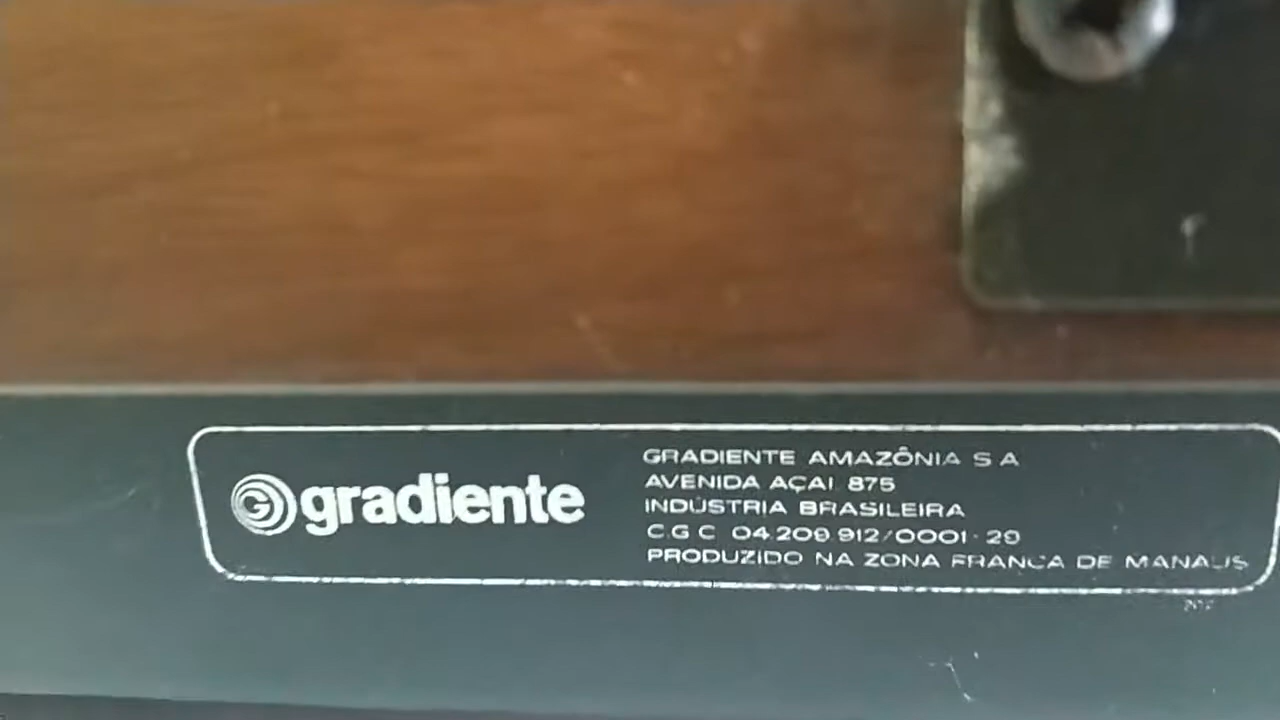 gradiente
GRADIENTE AMAZÔNIA S A
AVENIDA AÇAI 875
INDÚSTRIA BRASILEIRA
C.G C 04.209.912/0001-29
PRODUZIDO NA ZONA FRANCA DE MANAUS